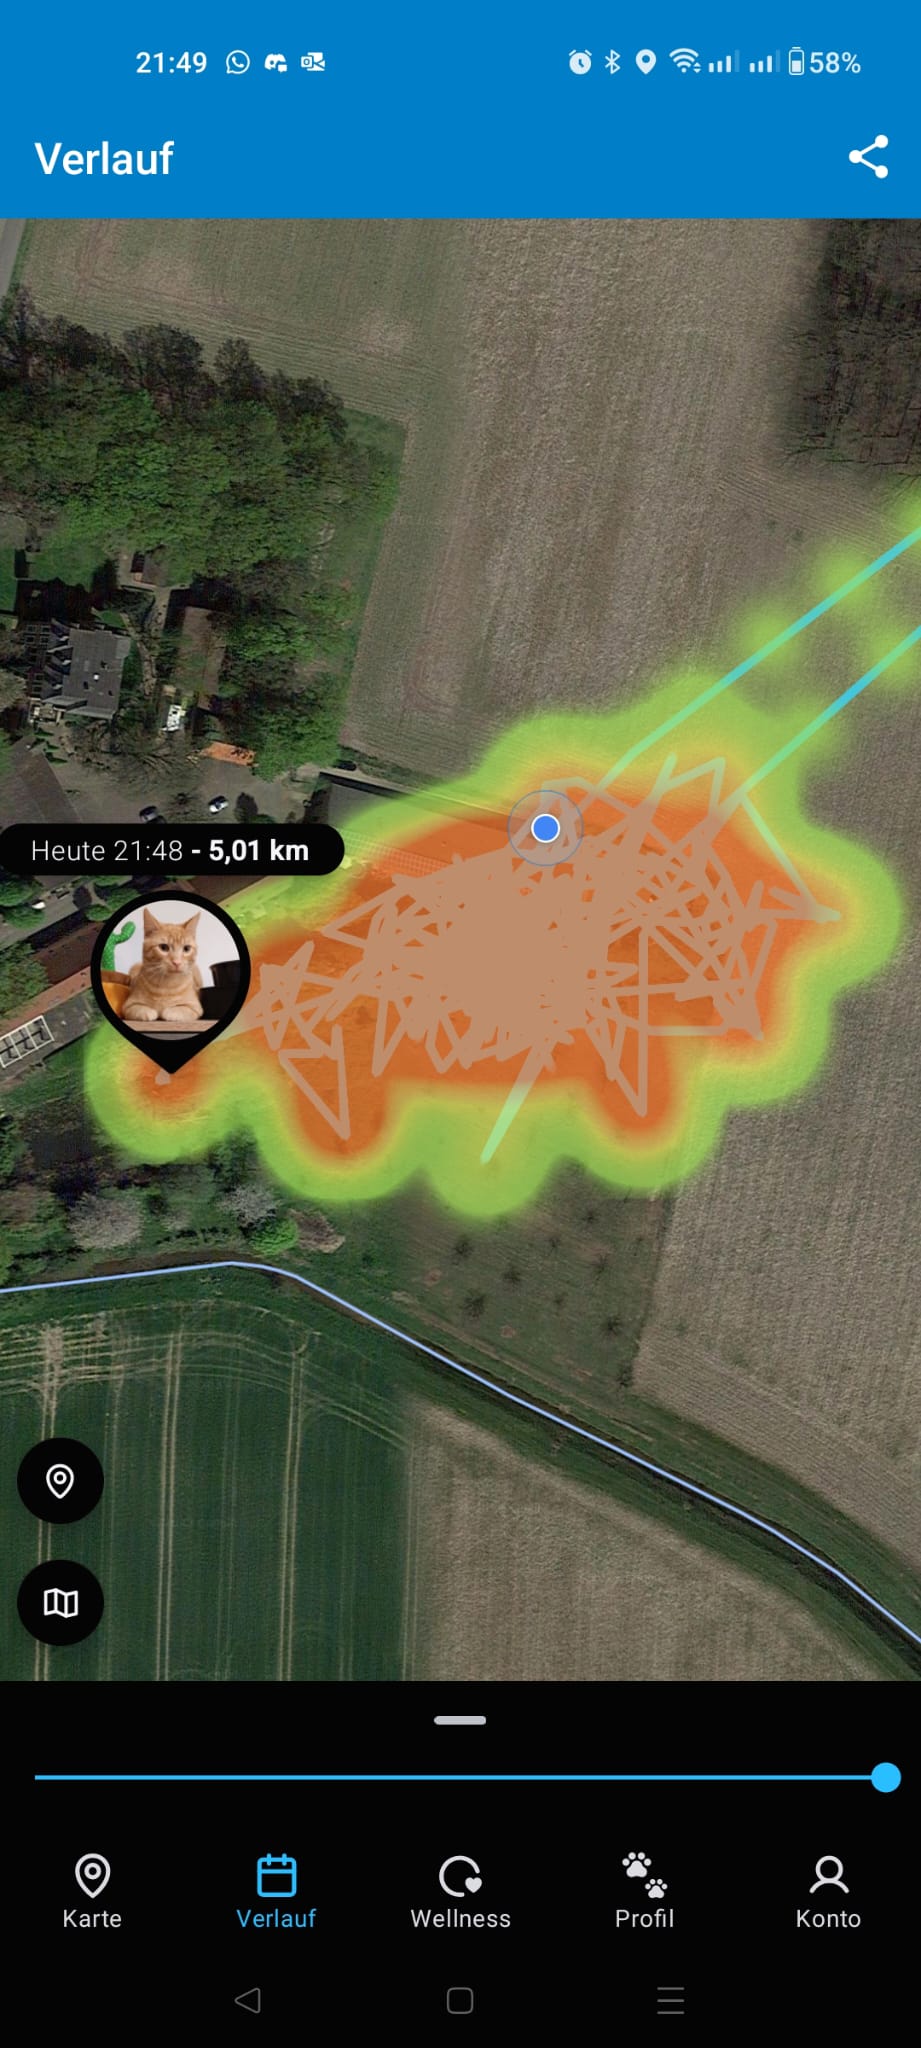 21:49
58%
Verlauf
Heute 21:48 - 5,01 km
Karte
Verlauf
Wellness
Profil
Konto